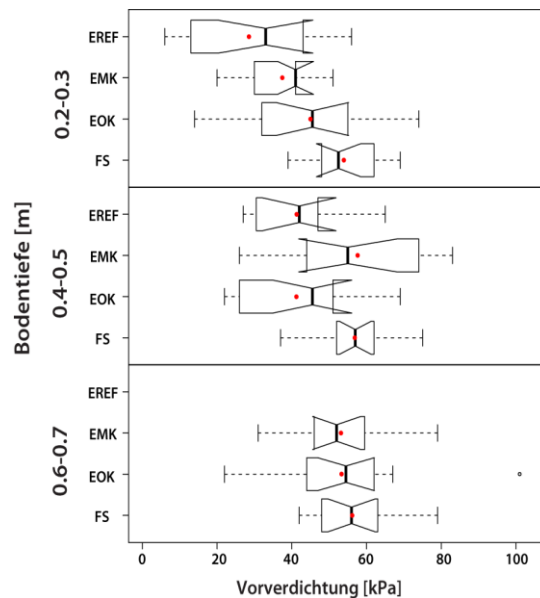 Bodentiefe [m]
0.2-0.3
EREF
EMK
EOK
FS
0.4-0.5
EREF
EMK
EOK
FS
0.6-0.7
EREF
EMK
EOK
FS
0 20 40 60 80 100
Vorverdichtung [kPa]